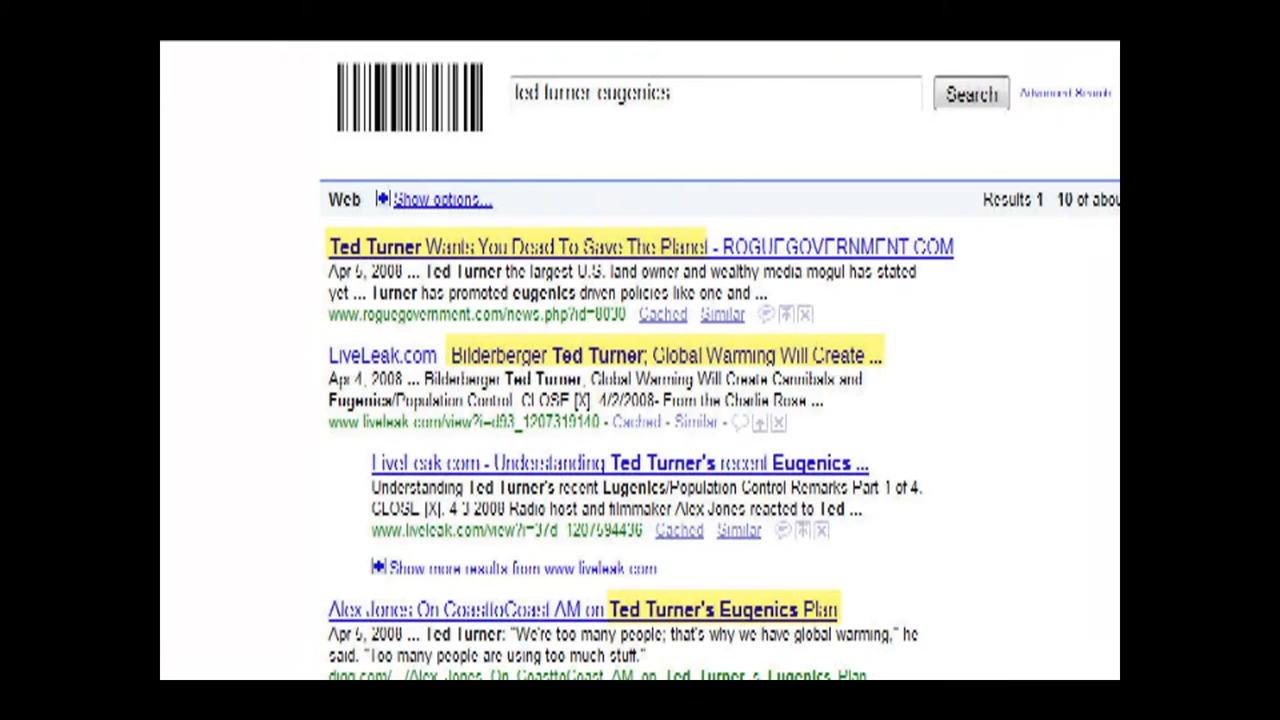 ted turner eugenics
Search
Advanced Search
Web
Show options...
Results 1 - 10 of abou
Ted Turner Wants You Dead To Save The Planet - ROGUEGOVERNMENT.COM
Apr 5, 2008 ... Ted Turner the largest U.S. land owner and wealthy media mogul has stated
yet ... Turner has promoted eugenics driven policies like one and ...
www.roguegovernment.com/news.php?id=8030 Cached Similar
LiveLeak.com Bilderberger Ted Turner; Global Warming Will Create ...
Apr 4, 2008 ... Bilderberger Ted Turner, Global Warming Will Create Cannibals and
Eugenics/Population Control. CLOSE [X]. 4/2/2008- From the Charlie Rose ...
www.liveleak.com/view?i=d93_1207319140 - Cached - Similar -
LiveLeak.com - Understanding Ted Turner's recent Eugenics ...
Understanding Ted Turner's recent Eugenics/Population Control Remarks Part 1 of 4.
CLOSE [X]. 4 3 2008 Radio host and filmmaker Alex Jones reacted to Ted ...
www.liveleak.com/view?i=37d_1207594436 Cached Similar
Show more results from www.liveleak.com
Alex Jones On CoasttoCoast AM on Ted Turner's Eugenics Plan
Apr 5, 2008 ... Ted Turner: "We're too many people; that's why we have global warming," he
said. "Too many people are using too much stuff."
digg.com/.../Alex_Jones_On_CoasttoCoast_AM_on_Ted_Turner_s_Eugenics_Plan